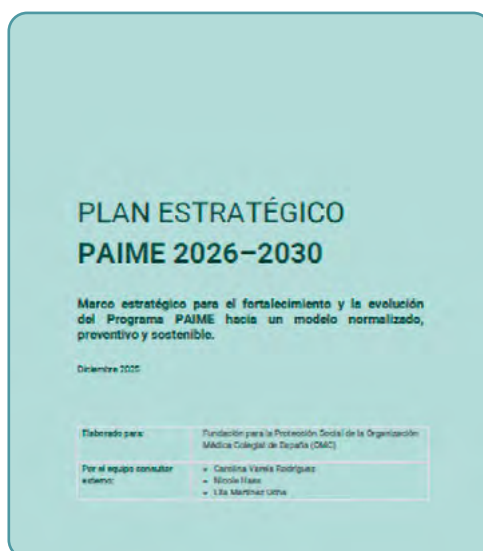 PLAN ESTRATÉGICO
PAIME 2026–2030
Marco estratégico para el fortalecimiento y la evolución
del Programa PAIME hacia un modelo normalizado,
preventivo y sostenible.
Diciembre 2025
Elaborado para:
Fundación para la Protección Social de la Organización
Médica Colegial de España (OMC)
Por el equipo consultor
externo:
• Carolina Varela Rodríguez
• Nicole Haas
• Lila Martínez